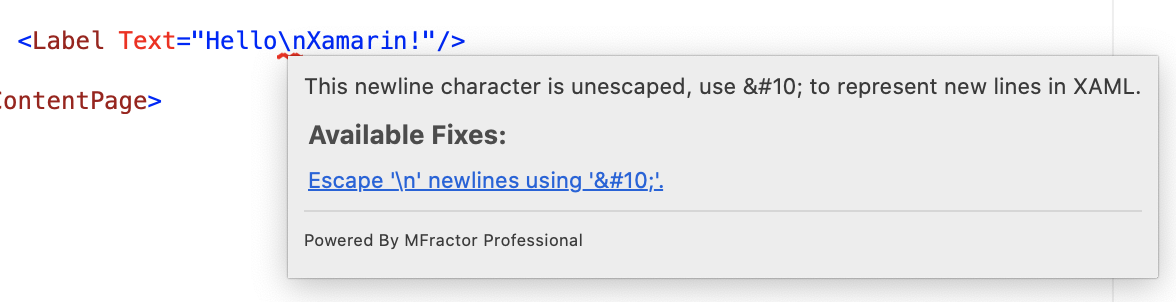 <Label Text="Hello\nXamarin!"/>
This newline character is unescaped, use &#10; to represent new lines in XAML.
ContentPage>
Available Fixes:
Escape '\n' newlines using '&#10;'.
Powered By MFractor Professional